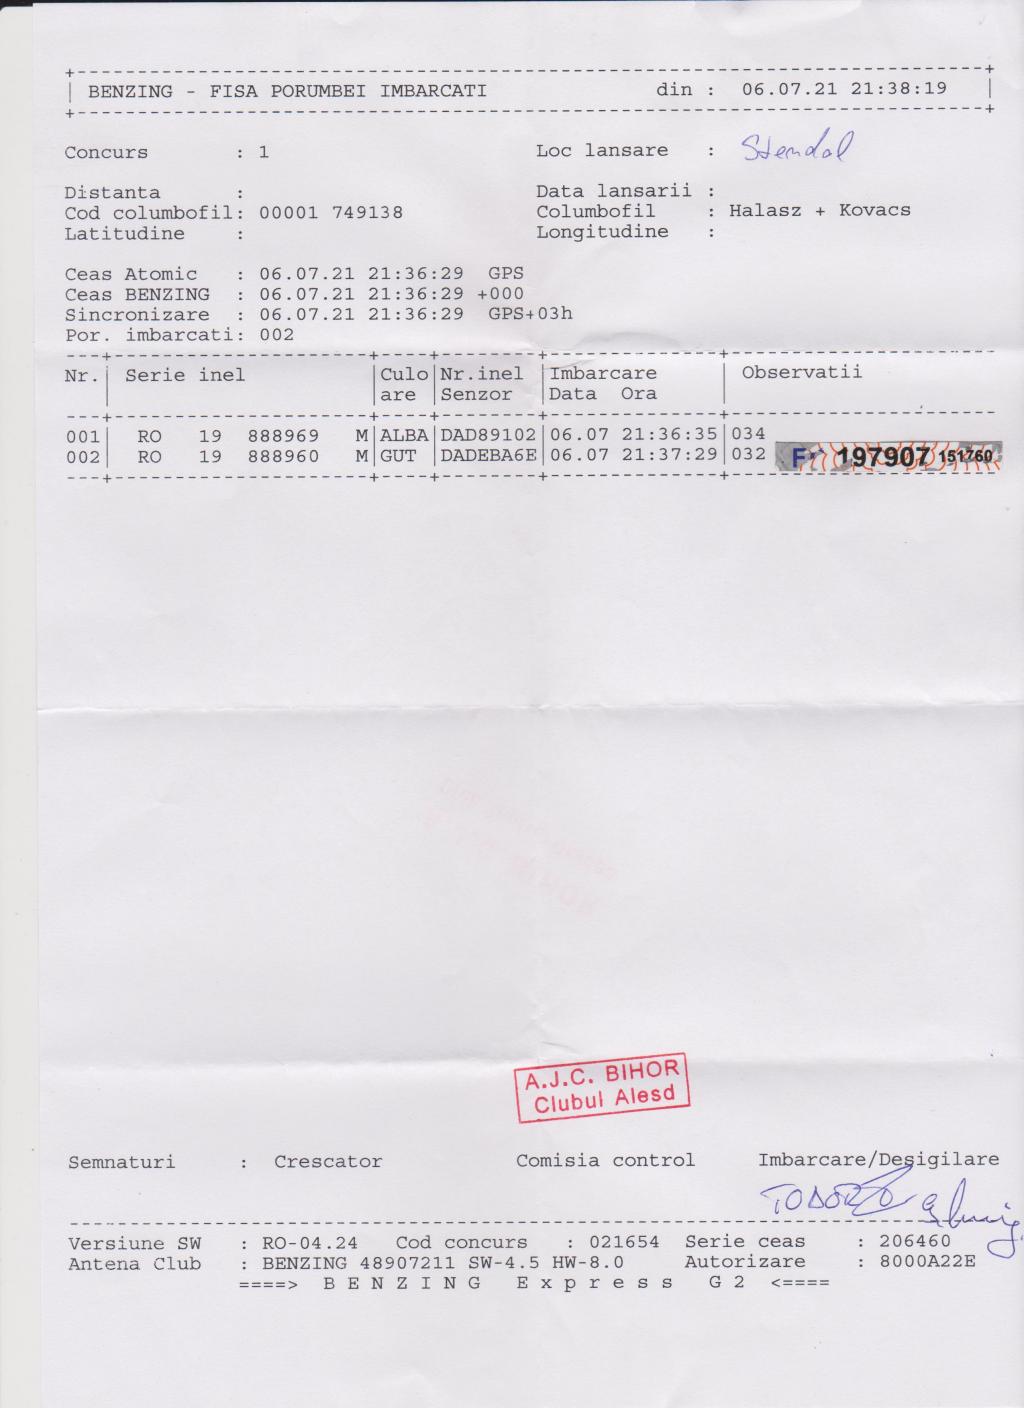 BENZING - FISA PORUMBEI IMBARCATI din : 06.07.21 21:38:19
Concurs : 1 Loc lansare : Stendal
Distanta : Data lansarii :
Cod columbofil: 00001 749138 Columbofil : Halasz + Kovacs
Latitudine : Longitudine :
Ceas Atomic : 06.07.21 21:36:29 GPS
Ceas BENZING : 06.07.21 21:36:29 +000
Sincronizare : 06.07.21 21:36:29 GPS+03h
Por. imbarcati: 002
Nr. Serie inel Culo Nr.inel Imbarcare Observatii
are Senzor Data Ora
001 RO 19 888969 M ALBA DAD89102 06.07 21:36:35 034
002 RO 19 888960 M GUT DADEBA6E 06.07 21:37:29 032 F 197907 151760
A.J.C. BIHOR
Clubul Alesd
Semnaturi : Crescator Comisia control Imbarcare/Desigilare
Versiune SW : RO-04.24 Cod concurs : 021654 Serie ceas : 206460
Antena Club : BENZING 48907211 SW-4.5 HW-8.0 Autorizare : 8000A22E
====> B E N Z I N G E x p r e s s G 2 <====